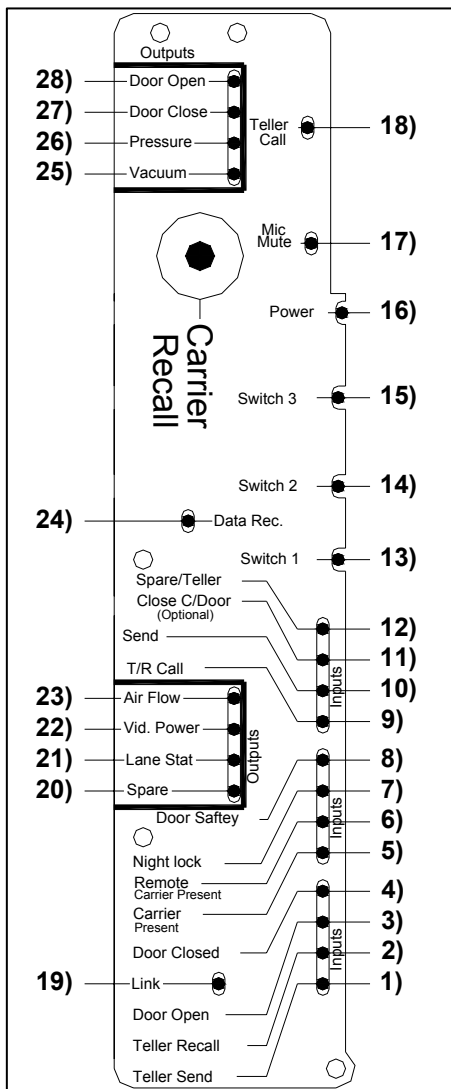 Outputs
28) Door Open
27) Door Close
26) Pressure
25) Vacuum
Teller
Call
18)
Mic
Mute
17)
Power 16)
Carrier
Recall
Switch 3 15)
Switch 2 14)
24) Data Rec.
Switch 1 13)
Spare/Teller 12)
Close C/Door
(Optional)
11)
Send 10)
T/R Call 9)
Inputs
23) Air Flow
22) Vid. Power
21) Lane Stat
20) Spare
Outputs
Door Saftey 8)
Night lock 7)
Remote
Carrier Present
6)
Carrier
Present
5)
Inputs
Door Closed 4)
19) Link
Door Open 3)
Teller Recall 2)
Teller Send 1)
Inputs